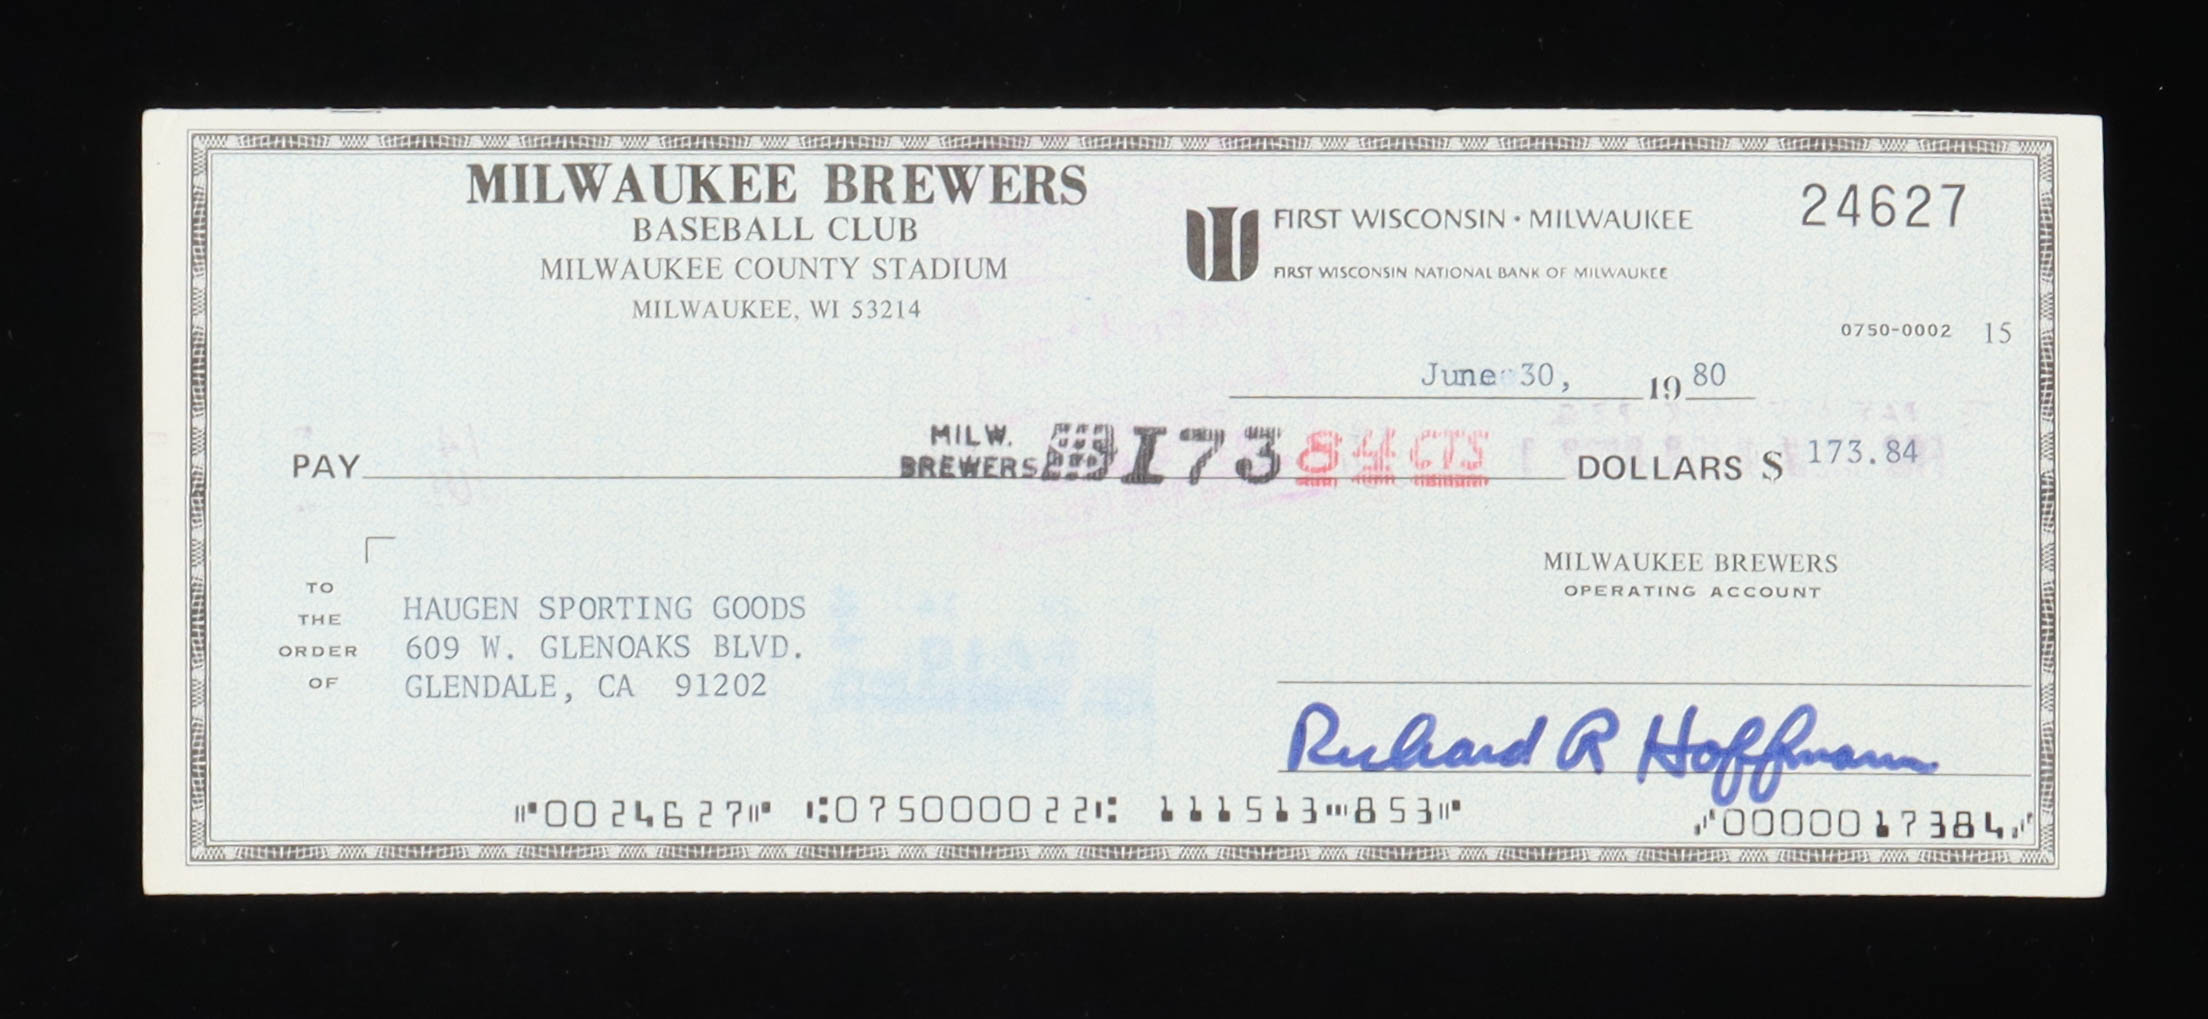 MILWAUKEE BREWERS
BASEBALL CLUB
MILWAUKEE COUNTY STADIUM
MILWAUKEE, WI 53214
FIRST WISCONSIN • MILWAUKEE
FIRST WISCONSIN NATIONAL BANK OF MILWAUKEE
24627
0750-0002 15
June 30, 19 80
PAY MILW. BREWERS 173 84 CTS DOLLARS $ 173.84
MILWAUKEE BREWERS
OPERATING ACCOUNT
TO THE ORDER OF
HAUGEN SPORTING GOODS
609 W. GLENOAKS BLVD.
GLENDALE, CA 91202
Richard R Hoffmann
⑈0024627⑈ ⑆075000022⑆ 111513⑉853⑈ ⑇0000017384⑇